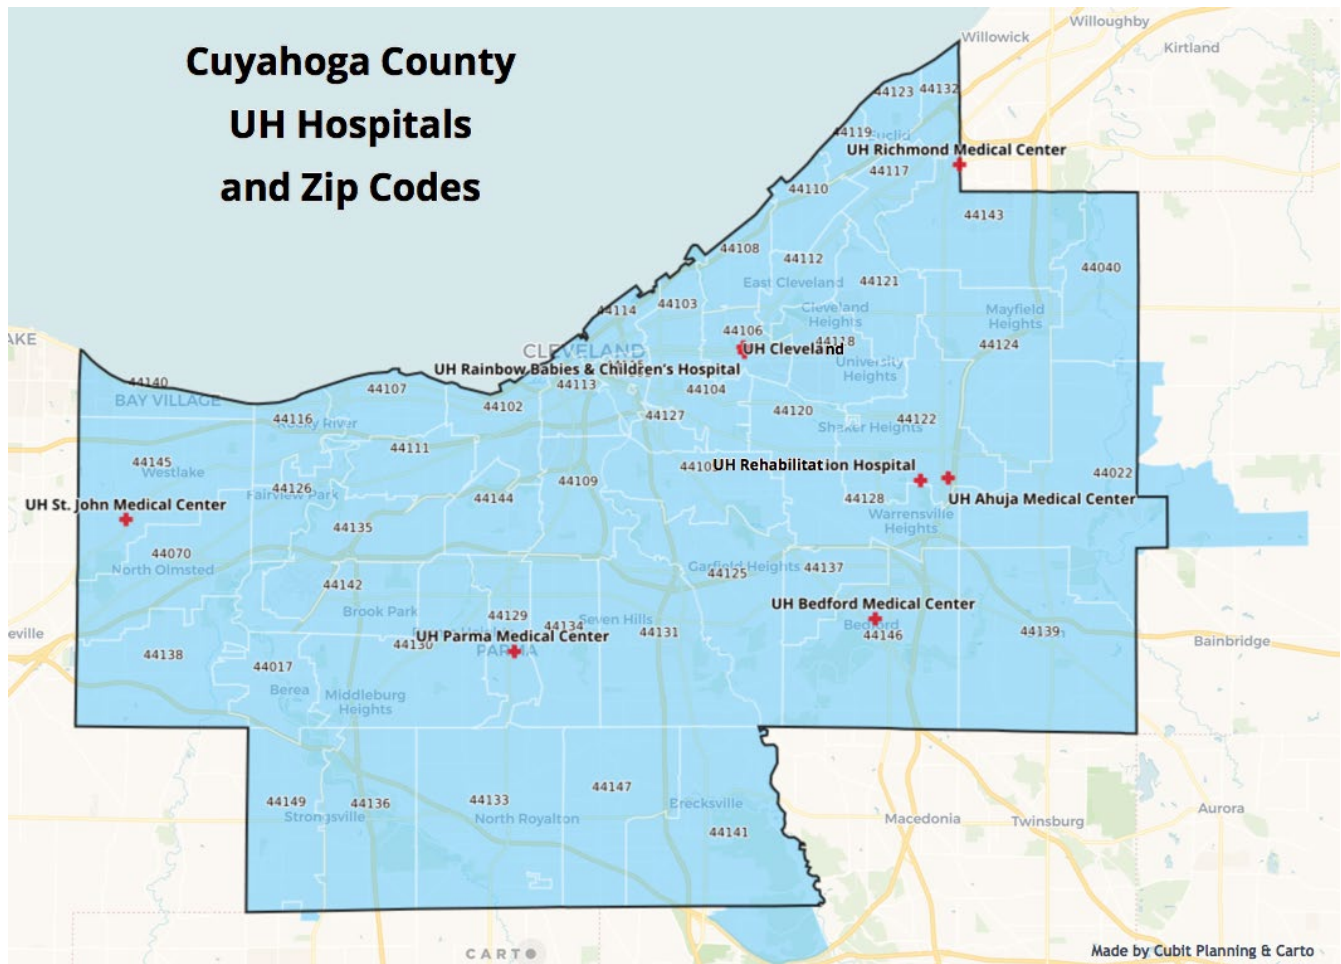 Cuyahoga County
UH Hospitals
and Zip Codes
Willoughby
Willowick
Kirtland
44123
44132
44119
Euclid
UH Richmond Medical Center
44117
44110
44143
44108
44112
44040
East Cleveland
44121
44103
44114
Cleveland
Heights
Mayfield
Heights
44106
44118
UH Cleveland
44124
CLEVELAND
University
Heights
UH Rainbow Babies & Children's Hospital
44140
BAY VILLAGE
44107
44113
44104
44102
44116
Rocky River
44127
44120
Shaker Heights
44122
44111
44145
Westlake
UH Rehabilitation Hospital
44022
44109
44126
Fairview Park
44144
44128
UH Ahuja Medical Center
UH St. John Medical Center
Warrensville
Heights
44135
44070
North Olmsted
Garfield Heights
44125
44137
44142
Brook Park
UH Bedford Medical Center
44129
44134
Seven Hills
Bedford
44146
44139
UH Parma Medical Center
44130
PARMA
44131
eville
Bainbridge
44138
44017
Berea
Middleburg
Heights
44149
44136
Strongsville
44133
North Royalton
44147
44141
Macedonia
Twinsburg
Aurora
CARTO
Made by Cubit Planning & Carto